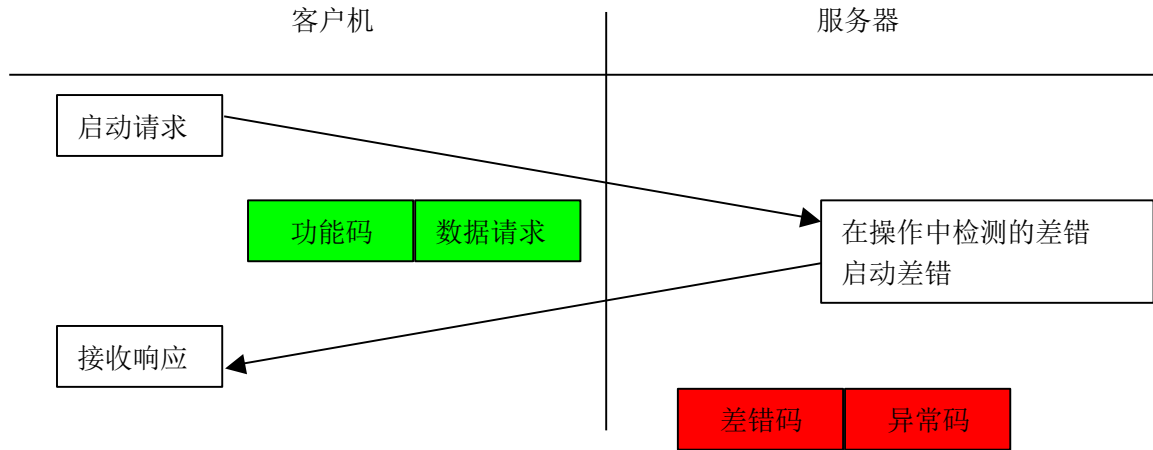 客户机
服务器
启动请求
功能码
数据请求
在操作中检测的差错
启动差错
接收响应
差错码
异常码